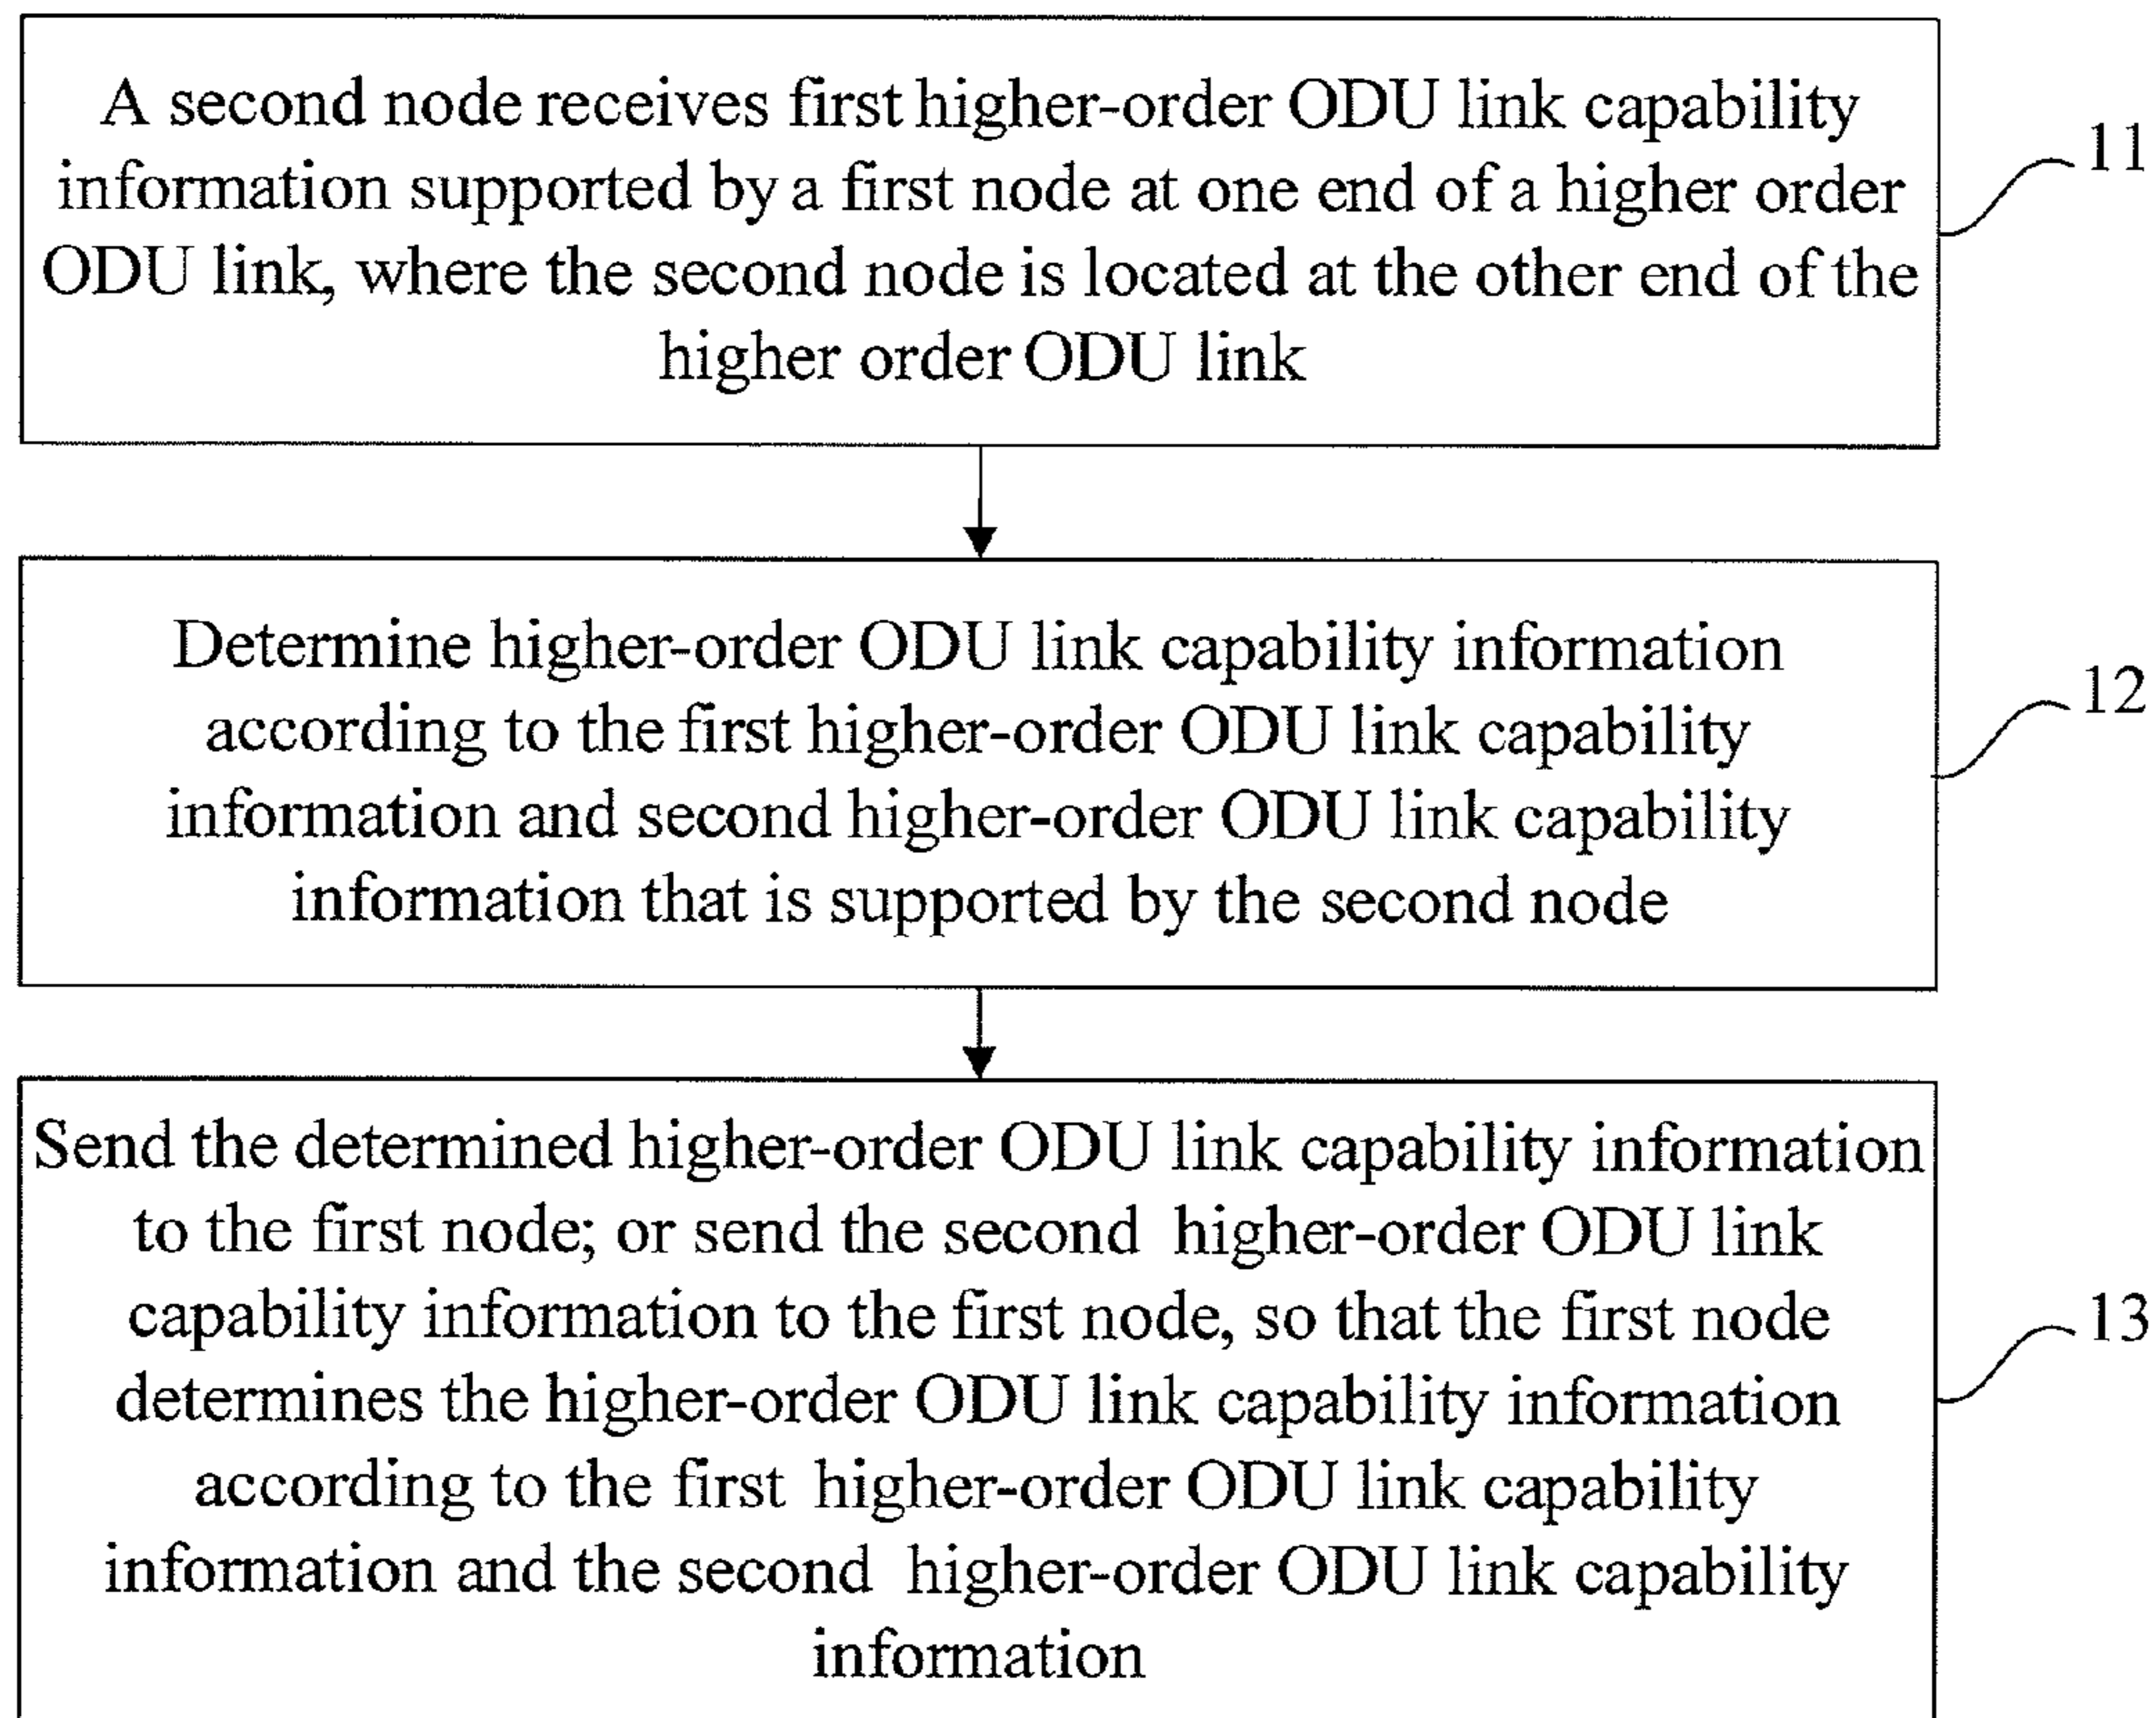 A second node receives first higher-order ODU link capability
information supported by a first node at one end of a higher order
ODU link, where the second node is located at the other end of the
higher order ODU link
11
Determine higher-order ODU link capability information
according to the first higher-order ODU link capability
information and second higher-order ODU link capability
information that is supported by the second node
12
Send the determined higher-order ODU link capability information
to the first node; or send the second higher-order ODU link
capability information to the first node, so that the first node
determines the higher-order ODU link capability information
according to the first higher-order ODU link capability
information and the second higher-order ODU link capability
information
13